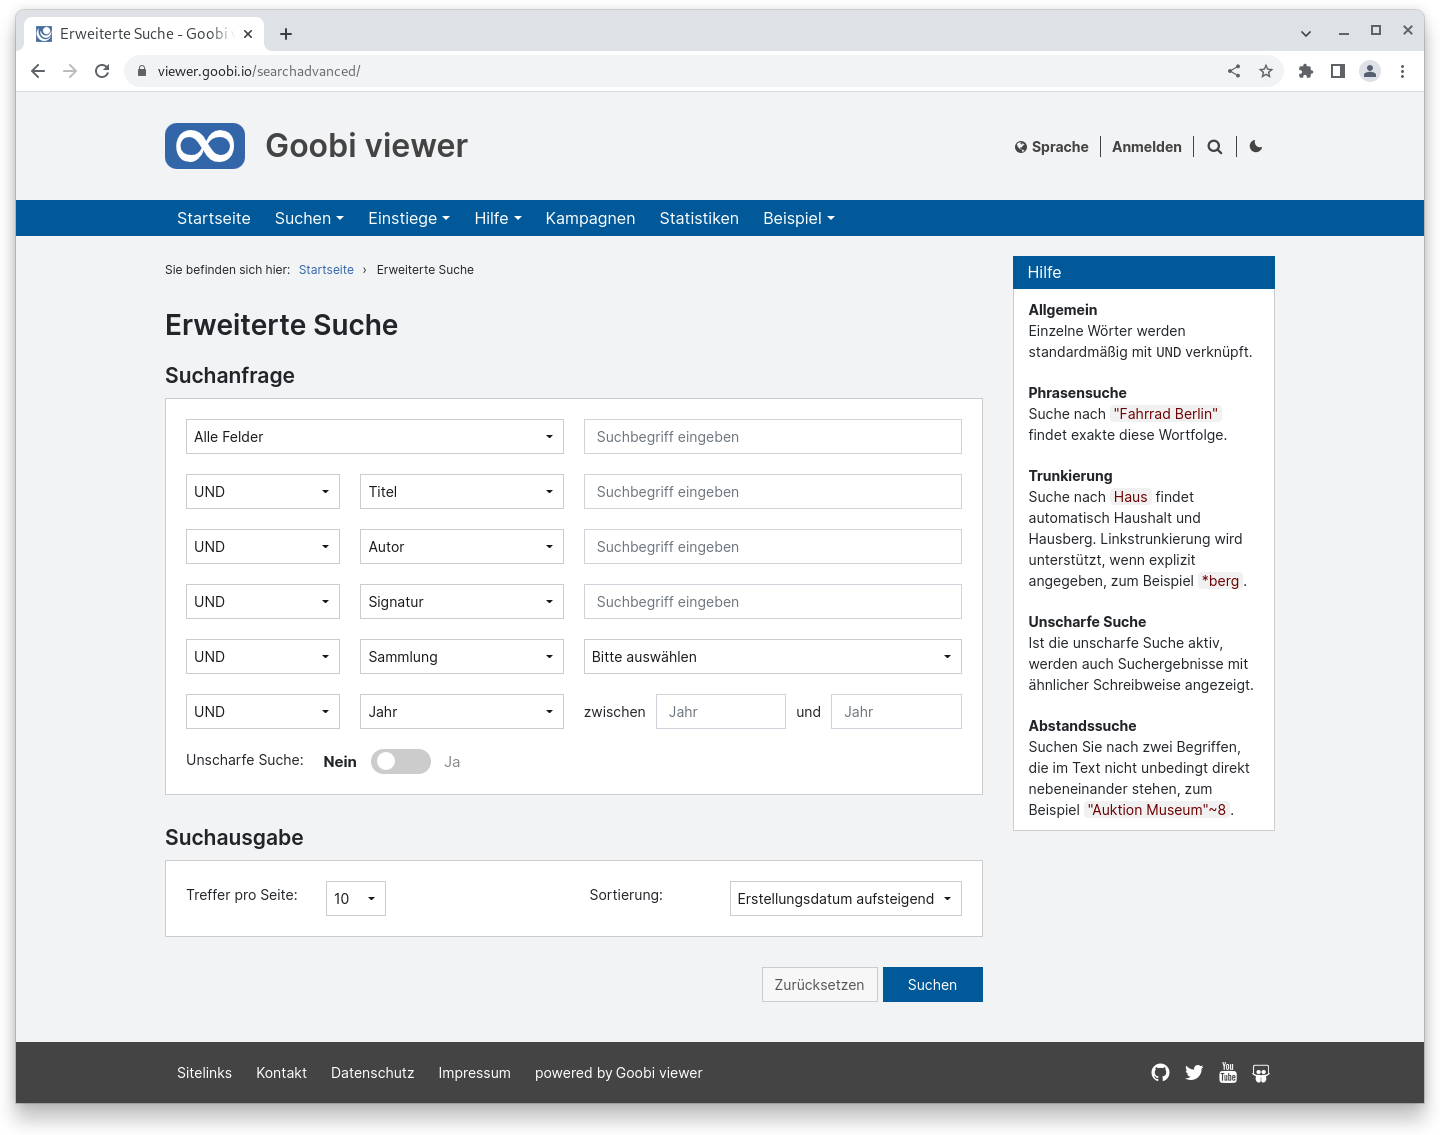 Erweiterte Suche - Goobi
viewer.goobi.io/searchadvanced/
Goobi viewer
Sprache
Anmelden
Startseite Suchen Einstiege Hilfe Kampagnen Statistiken Beispiel
Sie befinden sich hier: Startseite › Erweiterte Suche
Erweiterte Suche
Suchanfrage
Alle Felder Suchbegriff eingeben
UND Titel Suchbegriff eingeben
UND Autor Suchbegriff eingeben
UND Signatur Suchbegriff eingeben
UND Sammlung Bitte auswählen
UND Jahr zwischen Jahr und Jahr
Unscharfe Suche: Nein Ja
Suchausgabe
Treffer pro Seite: 10 Sortierung: Erstellungsdatum aufsteigend
Zurücksetzen Suchen
Hilfe
Allgemein
Einzelne Wörter werden
standardmäßig mit UND verknüpft.
Phrasensuche
Suche nach "Fahrrad Berlin"
findet exakte diese Wortfolge.
Trunkierung
Suche nach Haus findet
automatisch Haushalt und
Hausberg. Linkstrunkierung wird
unterstützt, wenn explizit
angegeben, zum Beispiel *berg .
Unscharfe Suche
Ist die unscharfe Suche aktiv,
werden auch Suchergebnisse mit
ähnlicher Schreibweise angezeigt.
Abstandssuche
Suchen Sie nach zwei Begriffen,
die im Text nicht unbedingt direkt
nebeneinander stehen, zum
Beispiel "Auktion Museum"~8 .
Sitelinks Kontakt Datenschutz Impressum powered by Goobi viewer
You
Tube